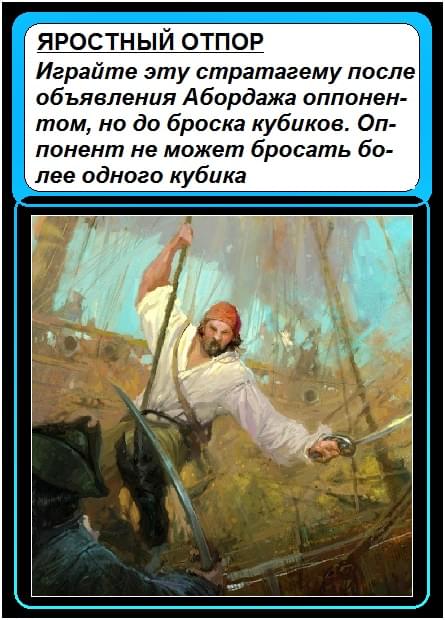 ЯРОСТНЫЙ ОТПОР
Играйте эту стратагему после
объявления Абордажа оппонен-
том, но до броска кубиков. Оп-
понент не может бросать бо-
лее одного кубика